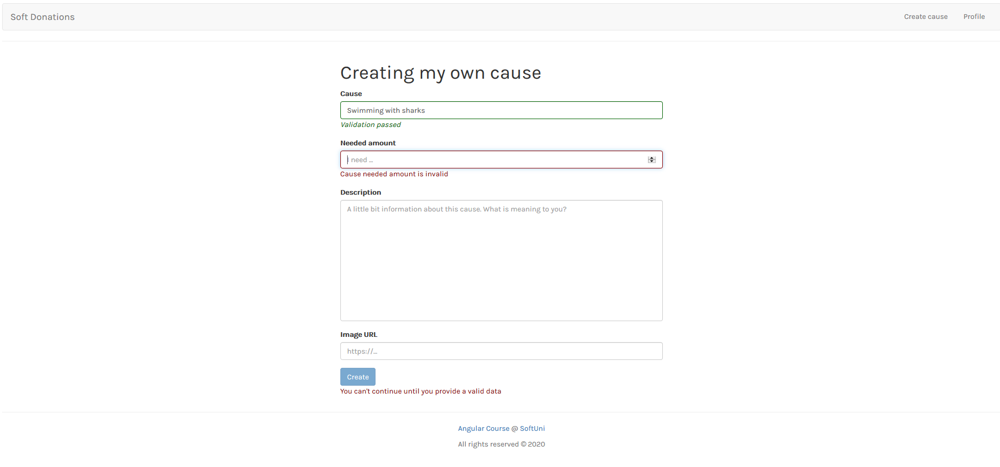 Soft Donations
Create cause
Profile
Creating my own cause
Cause
Swimming with sharks
Validation passed
Needed amount
I need ...
Cause needed amount is invalid
Description
A little bit information about this cause. What is meaning to you?
Image URL
https://...
Create
You can't continue until you provide a valid data
Angular Course @ SoftUni
All rights reserved © 2020